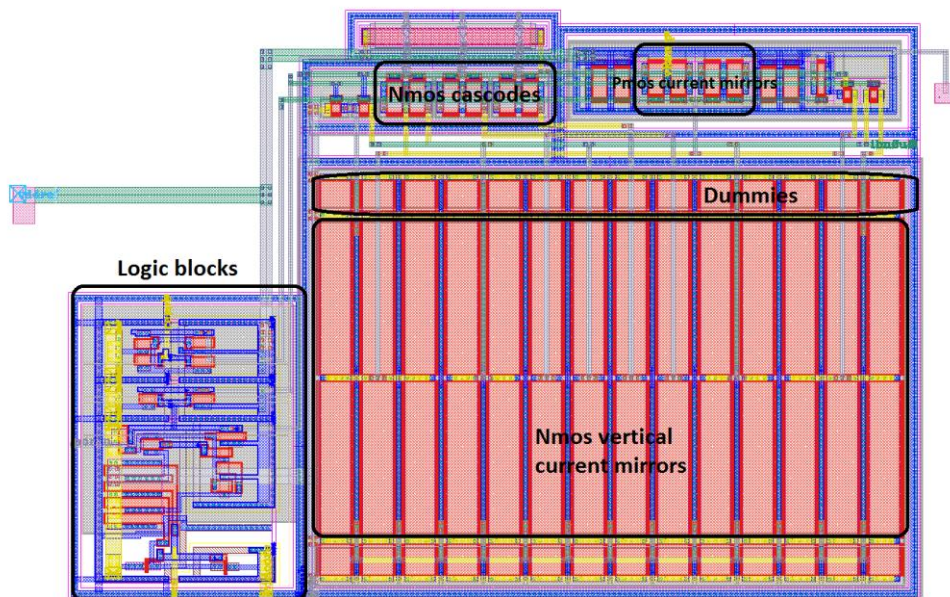 Nmos cascodes
Pmos current mirrors
Dummies
Logic blocks
Nmos vertical
current mirrors